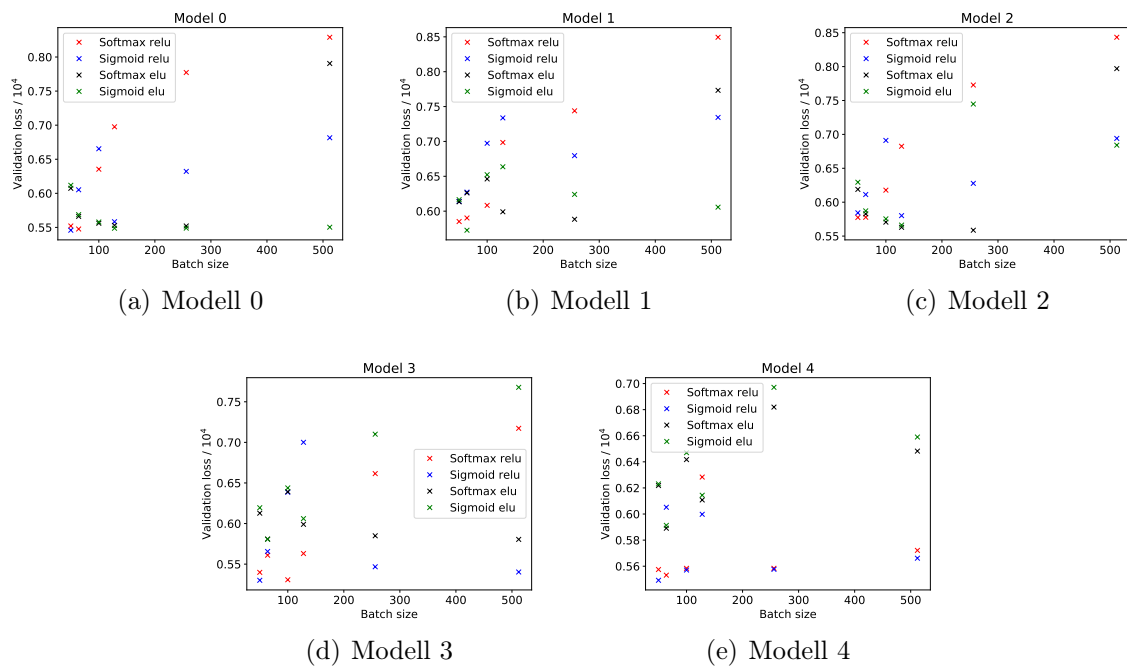 Model 0
Validation loss / 10^4
0.80
0.75
0.70
0.65
0.60
0.55
Softmax relu
Sigmoid relu
Softmax elu
Sigmoid elu
100 200 300 400 500
Batch size
(a) Modell 0
Model 1
Validation loss / 10^4
0.85
0.80
0.75
0.70
0.65
0.60
Softmax relu
Sigmoid relu
Softmax elu
Sigmoid elu
100 200 300 400 500
Batch size
(b) Modell 1
Model 2
Validation loss / 10^4
0.85
0.80
0.75
0.70
0.65
0.60
0.55
Softmax relu
Sigmoid relu
Softmax elu
Sigmoid elu
100 200 300 400 500
Batch size
(c) Modell 2
Model 3
Validation loss / 10^4
0.75
0.70
0.65
0.60
0.55
Softmax relu
Sigmoid relu
Softmax elu
Sigmoid elu
100 200 300 400 500
Batch size
(d) Modell 3
Model 4
Validation loss / 10^4
0.70
0.68
0.66
0.64
0.62
0.60
0.58
0.56
Softmax relu
Sigmoid relu
Softmax elu
Sigmoid elu
100 200 300 400 500
Batch size
(e) Modell 4